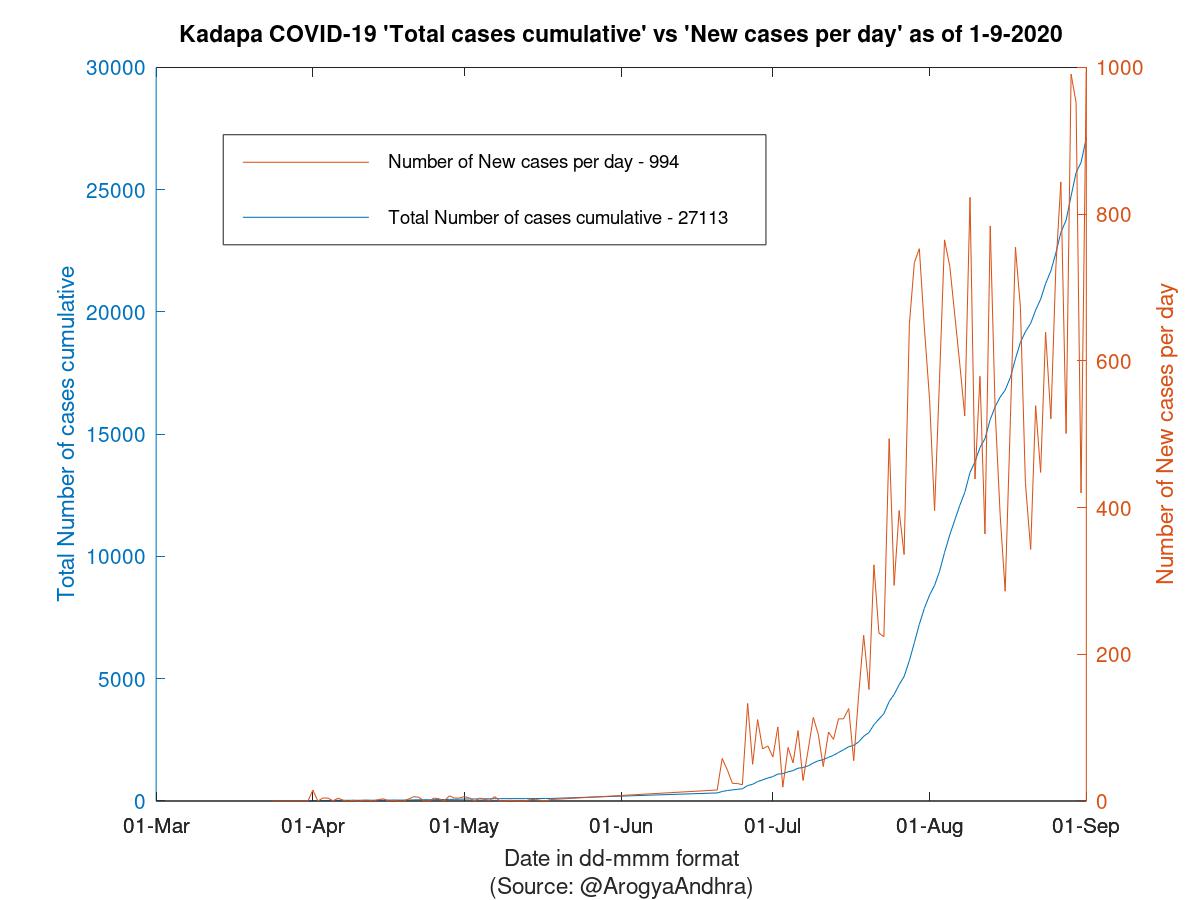 Kadapa COVID-19 'Total cases cumulative' vs 'New cases per day' as of 1-9-2020
30000
25000
20000
15000
10000
5000
0
Total Number of cases cumulative
Number of New cases per day - 994
Total Number of cases cumulative - 27113
1000
800
600
400
200
0
Number of New cases per day
01-Mar 01-Apr 01-May 01-Jun 01-Jul 01-Aug 01-Sep
Date in dd-mmm format
(Source: @ArogyaAndhra)